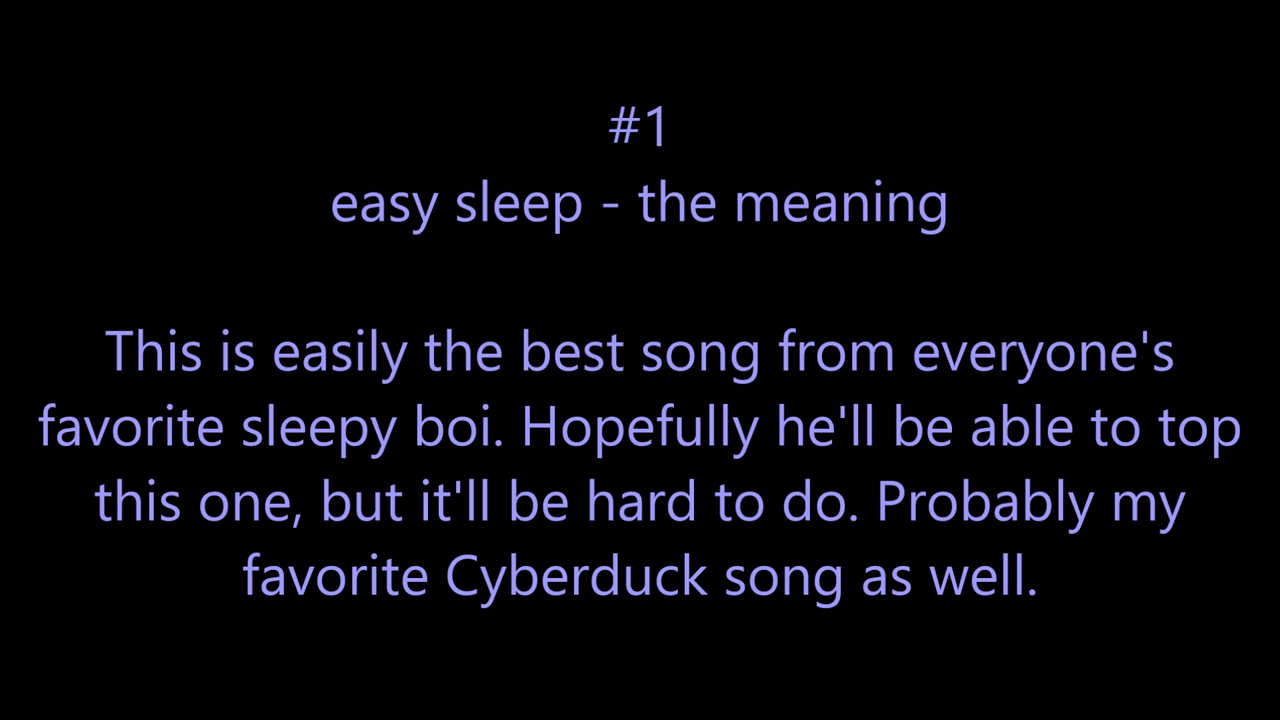 #1
easy sleep - the meaning
This is easily the best song from everyone's
favorite sleepy boi. Hopefully he'll be able to top
this one, but it'll be hard to do. Probably my
favorite Cyberduck song as well.